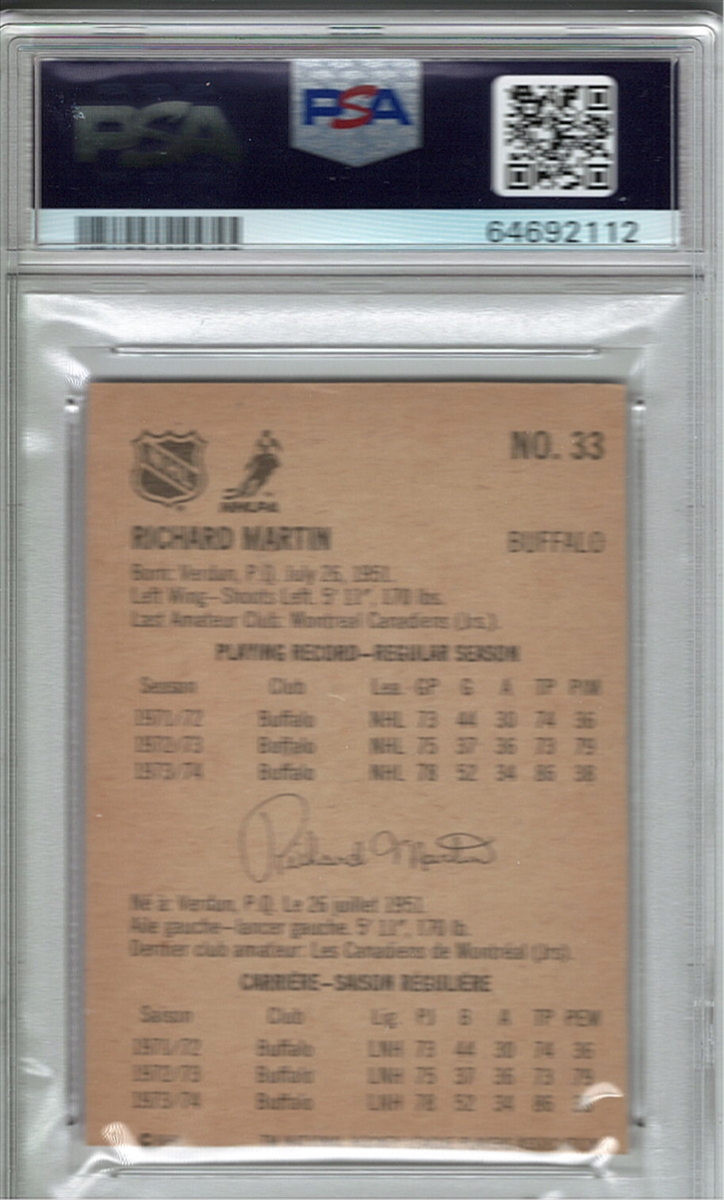 PSA
PSA
64692112
NHL
NHLPA
NO. 33
RICHARD MARTIN BUFFALO
Born: Verdun, P.Q. July 26, 1951.
Left Wing—Shoots Left. 5' 11", 170 lbs.
Last Amateur Club: Montreal Canadiens (Jrs.).
PLAYING RECORD—REGULAR SEASON
Season Club Lea. GP G A TP PIM
1971/72 Buffalo NHL 73 44 30 74 36
1972/73 Buffalo NHL 75 37 36 73 79
1973/74 Buffalo NHL 78 52 34 86 38
Richard Martin
Né à: Verdun, P.Q. Le 26 juillet 1951.
Aile gauche—lancer gauche. 5' 11", 170 lb.
Dernier club amateur: Les Canadiens de Montréal (Jrs).
CARRIÈRE—SAISON RÉGULIÈRE
Saison Club Lig. PJ B A TP PEN
1971/72 Buffalo LNH 73 44 30 74 36
1972/73 Buffalo LNH 75 37 36 73 79
1973/74 Buffalo LNH 78 52 34 86